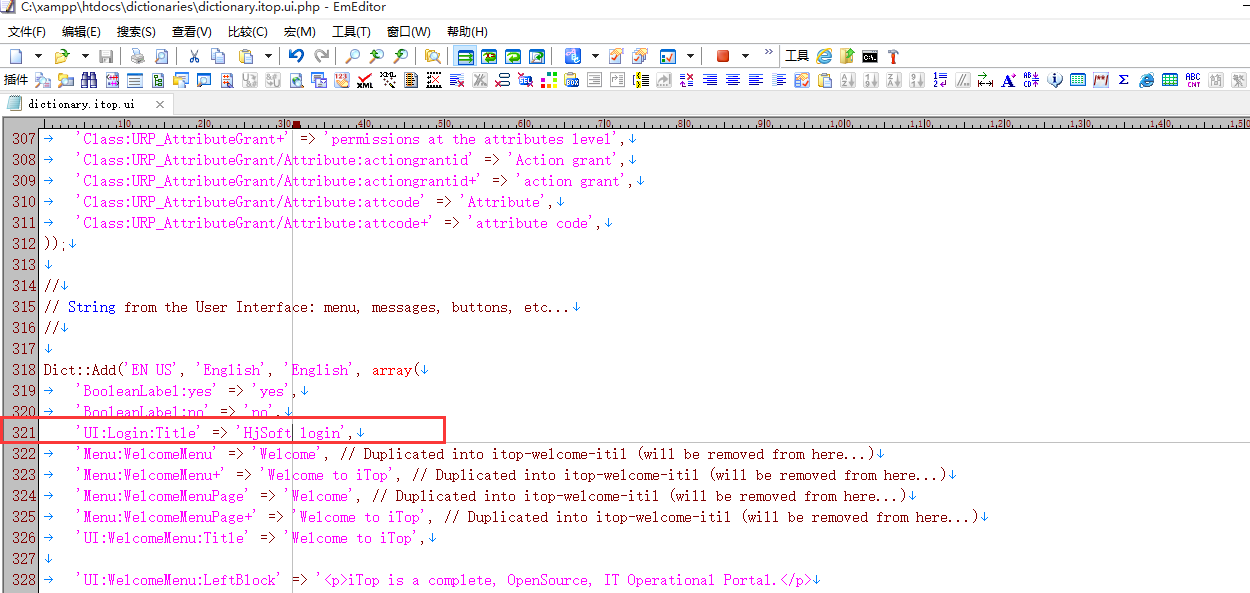 C:\xampp\htdocs\dictionaries\dictionary.itop.ui.php - EmEditor
文件(F) 编辑(E) 搜索(S) 查看(V) 比较(C) 宏(M) 工具(T) 窗口(W) 帮助(H)
工具
插件
dictionary.itop.ui
307 'Class:URP_AttributeGrant+' => 'permissions at the attributes level',↓
308 'Class:URP_AttributeGrant/Attribute:actiongrantid' => 'Action grant',↓
309 'Class:URP_AttributeGrant/Attribute:actiongrantid+' => 'action grant',↓
310 'Class:URP_AttributeGrant/Attribute:attcode' => 'Attribute',↓
311 'Class:URP_AttributeGrant/Attribute:attcode+' => 'attribute code',↓
312 ));↓
313 ↓
314 //↓
315 // String from the User Interface: menu, messages, buttons, etc...↓
316 //↓
317 ↓
318 Dict::Add('EN US', 'English', 'English', array(↓
319 'BooleanLabel:yes' => 'yes',↓
320 'BooleanLabel:no' => 'no',↓
321 'UI:Login:Title' => 'HjSoft login',↓
322 'Menu:WelcomeMenu' => 'Welcome', // Duplicated into itop-welcome-itil (will be removed from here...)↓
323 'Menu:WelcomeMenu+' => 'Welcome to iTop', // Duplicated into itop-welcome-itil (will be removed from here...)↓
324 'Menu:WelcomeMenuPage' => 'Welcome', // Duplicated into itop-welcome-itil (will be removed from here...)↓
325 'Menu:WelcomeMenuPage+' => 'Welcome to iTop', // Duplicated into itop-welcome-itil (will be removed from here...)↓
326 'UI:WelcomeMenu:Title' => 'Welcome to iTop',↓
327 ↓
328 'UI:WelcomeMenu:LeftBlock' => '<p>iTop is a complete, OpenSource, IT Operational Portal.</p>↓